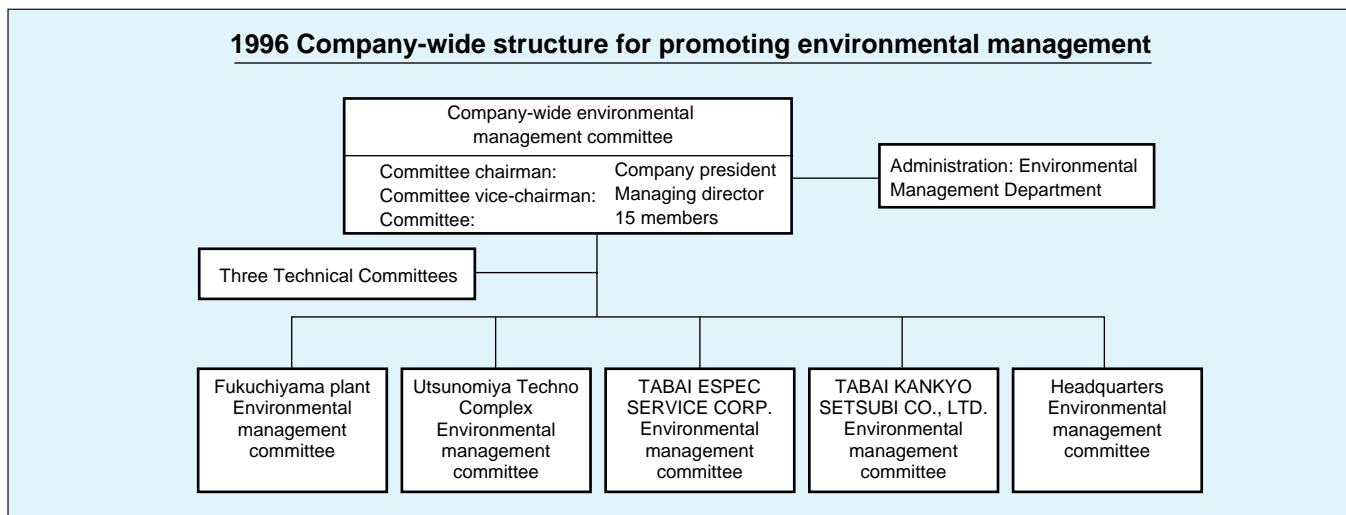 1996 Company-wide structure for promoting environmental management
Company-wide environmental
management committee
Committee chairman: Company president
Committee vice-chairman: Managing director
Committee: 15 members
Administration: Environmental
Management Department
Three Technical Committees
Fukuchiyama plant
Environmental
management
committee
Utsunomiya Techno
Complex
Environmental
management
committee
TABAI ESPEC
SERVICE CORP.
Environmental
management
committee
TABAI KANKYO
SETSUBI CO., LTD.
Environmental
management
committee
Headquarters
Environmental
management
committee